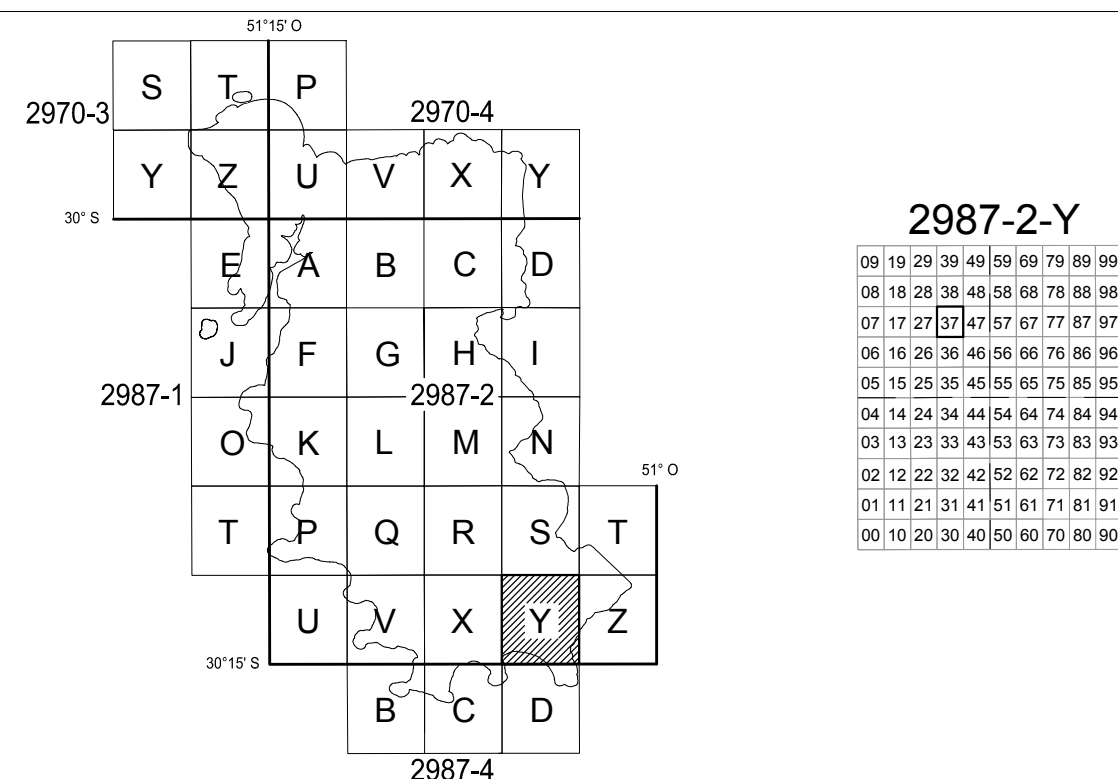 51°15' O
S T P
2970-3 2970-4
Y Z U V X Y
30° S
E A B C D
J F G H I
2987-1 2987-2
O K L M N
51° O
T P Q R S T
U V X Y Z
30°15' S
B C D
2987-4
2987-2-Y
09 19 29 39 49 59 69 79 89 99
08 18 28 38 48 58 68 78 88 98
07 17 27 37 47 57 67 77 87 97
06 16 26 36 46 56 66 76 86 96
05 15 25 35 45 55 65 75 85 95
04 14 24 34 44 54 64 74 84 94
03 13 23 33 43 53 63 73 83 93
02 12 22 32 42 52 62 72 82 92
01 11 21 31 41 51 61 71 81 91
00 10 20 30 40 50 60 70 80 90